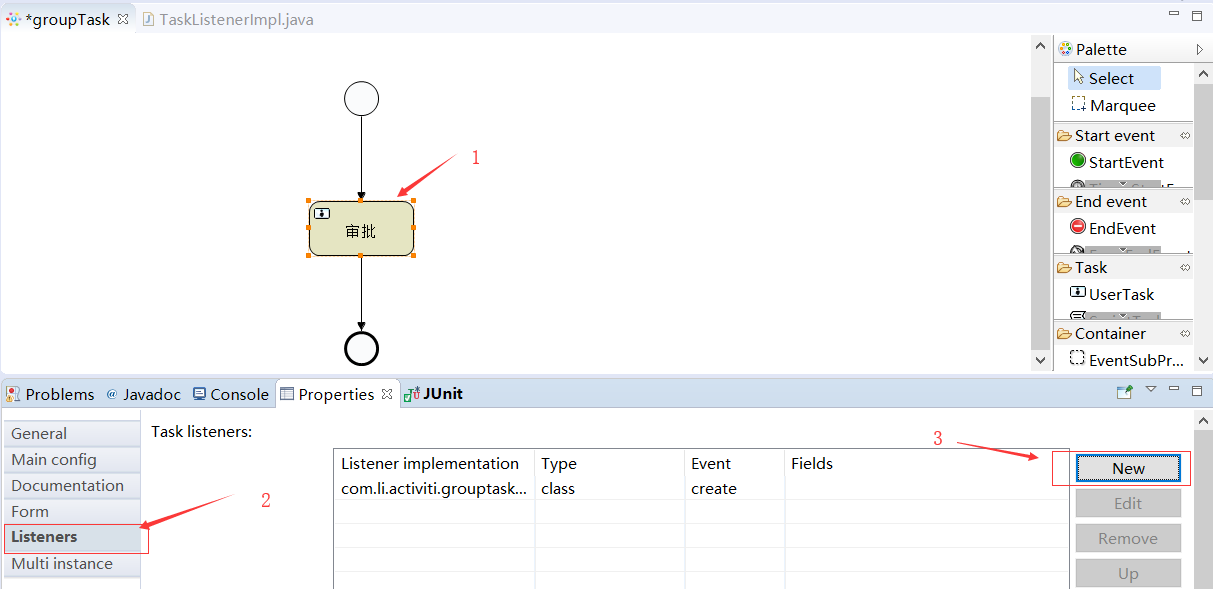 *groupTask
TaskListenerImpl.java
Palette
Select
Marquee
Start event
StartEvent
End event
EndEvent
Task
UserTask
Container
EventSubPr...
1
审批
Problems
@ Javadoc
Console
Properties
JUnit
General
Main config
Documentation
Form
Listeners
Multi instance
2
Task listeners:
3
Listener implementation Type Event Fields
com.li.activiti.grouptask... class create
New
Edit
Remove
Up